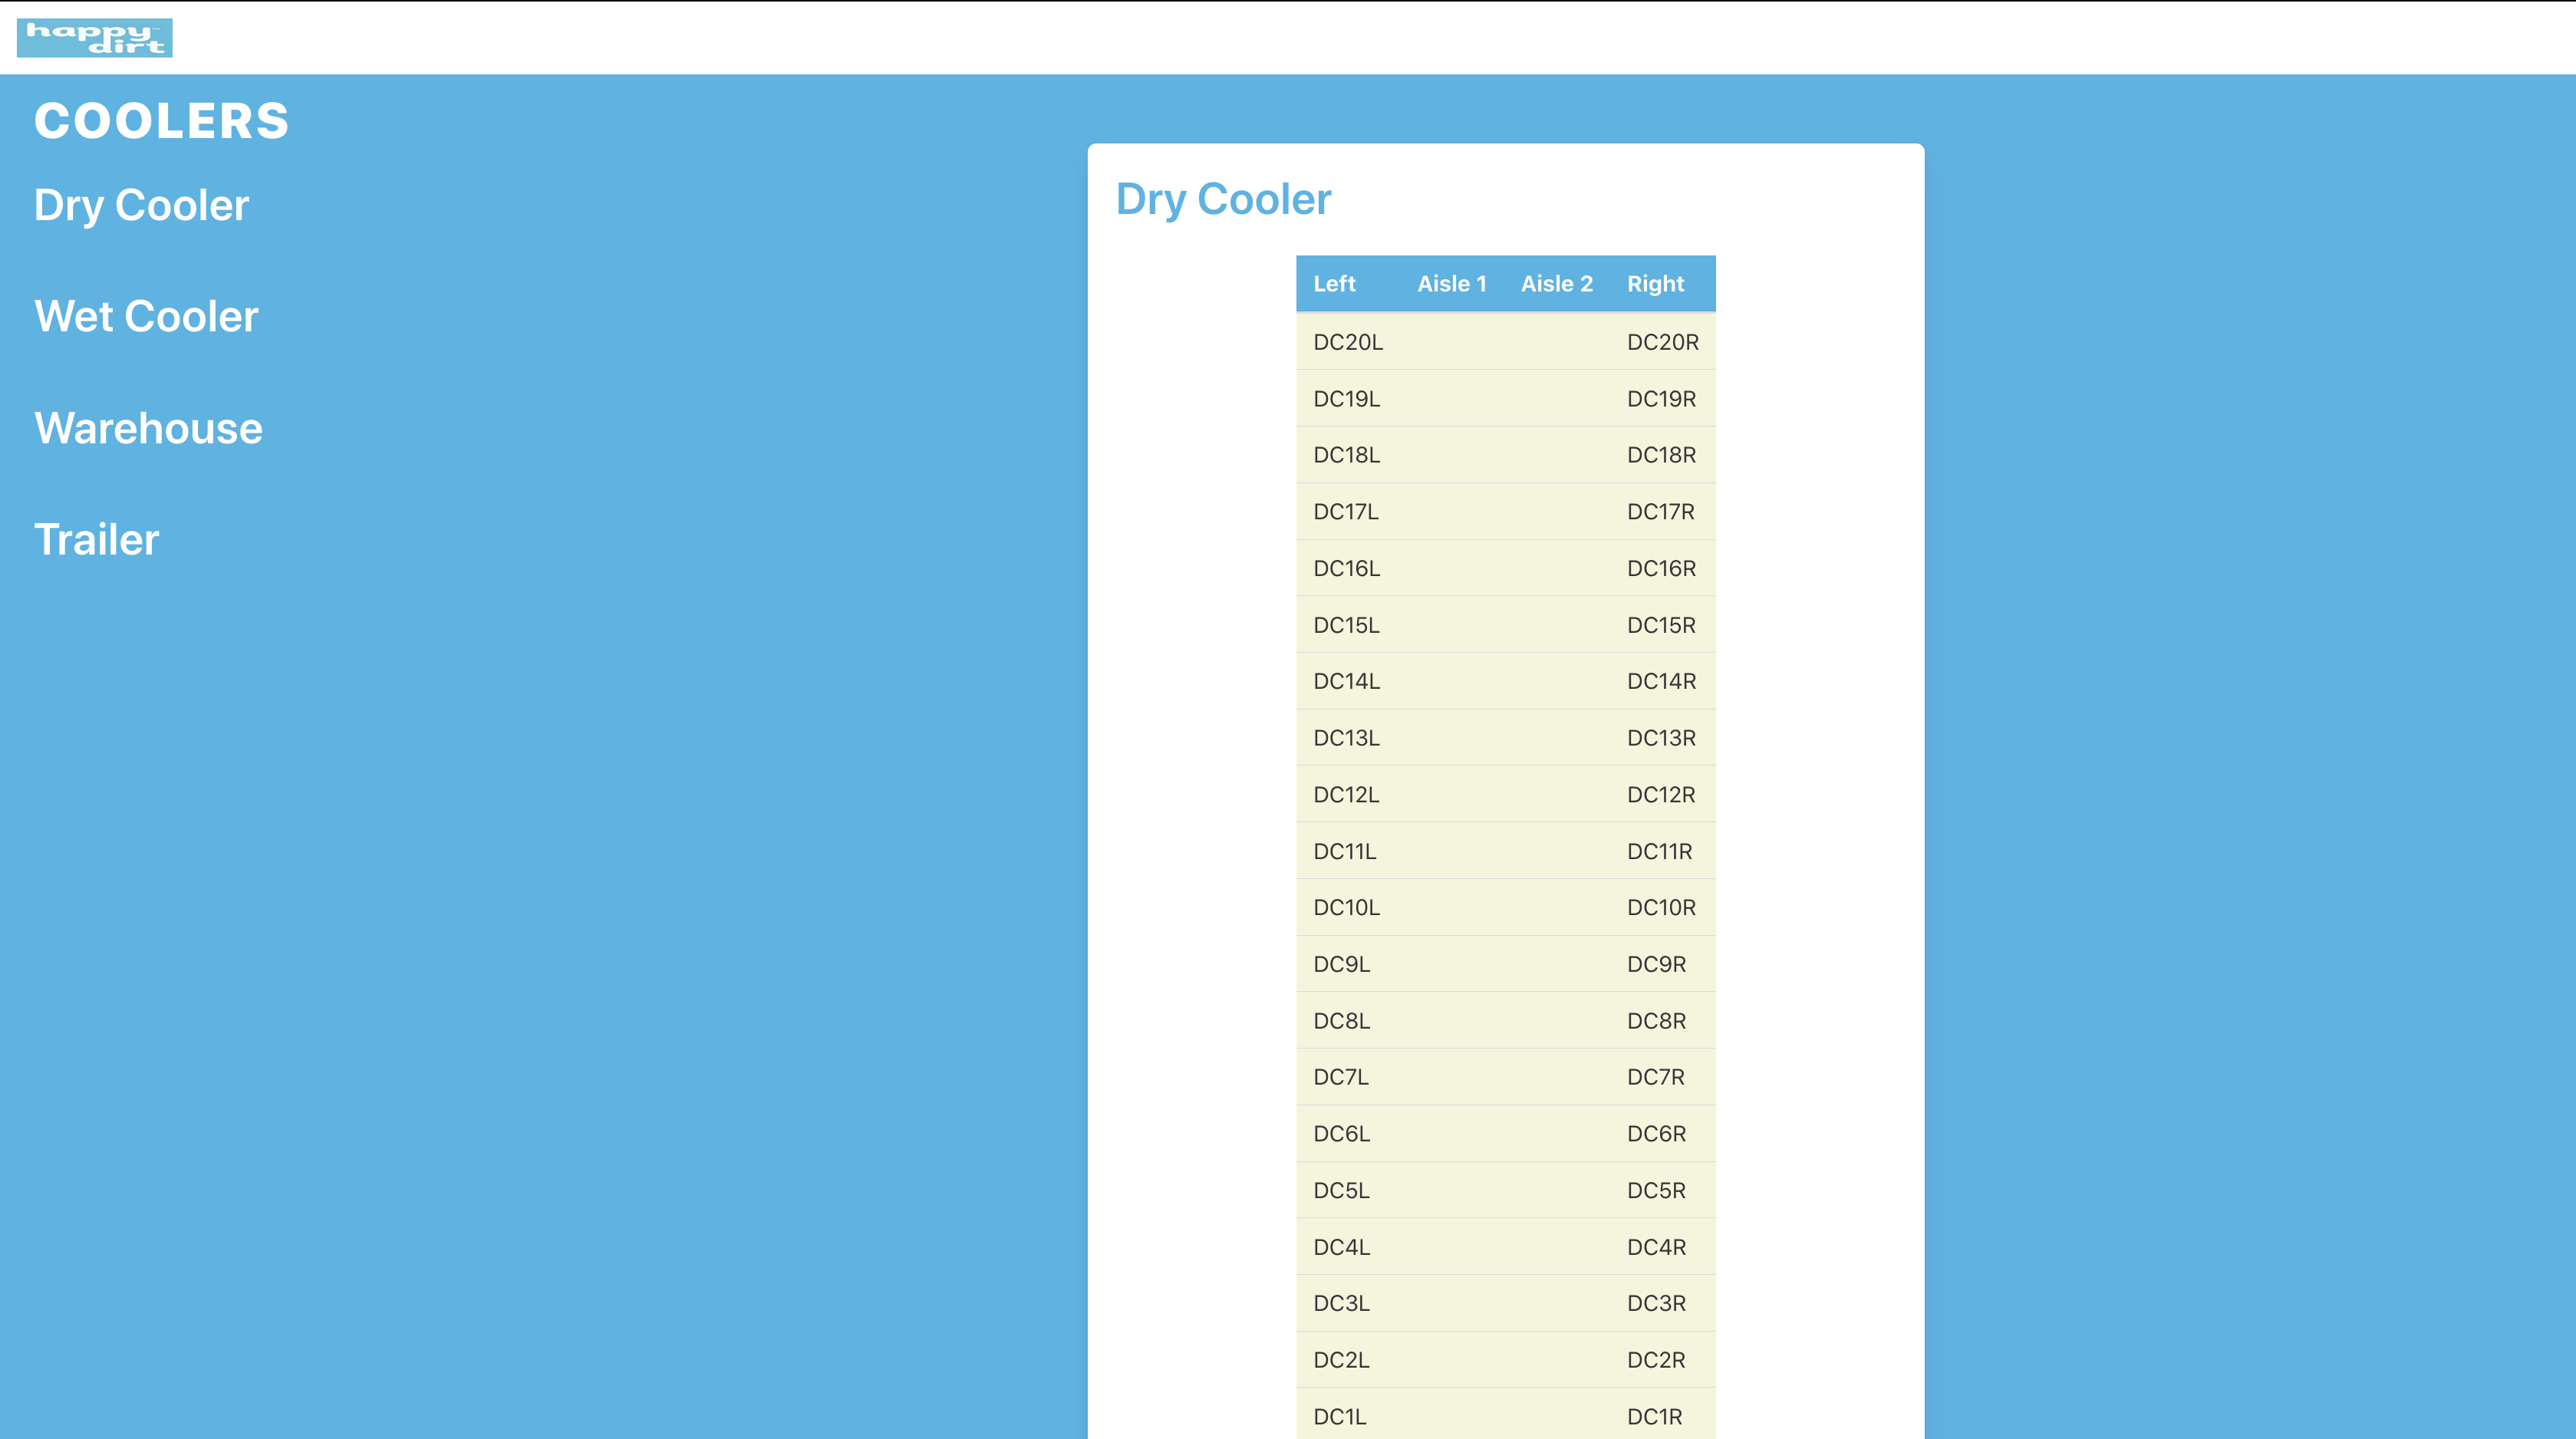 happy
dirt
COOLERS
Dry Cooler
Wet Cooler
Warehouse
Trailer
Dry Cooler
Left Aisle 1 Aisle 2 Right
DC20L DC20R
DC19L DC19R
DC18L DC18R
DC17L DC17R
DC16L DC16R
DC15L DC15R
DC14L DC14R
DC13L DC13R
DC12L DC12R
DC11L DC11R
DC10L DC10R
DC9L DC9R
DC8L DC8R
DC7L DC7R
DC6L DC6R
DC5L DC5R
DC4L DC4R
DC3L DC3R
DC2L DC2R
DC1L DC1R